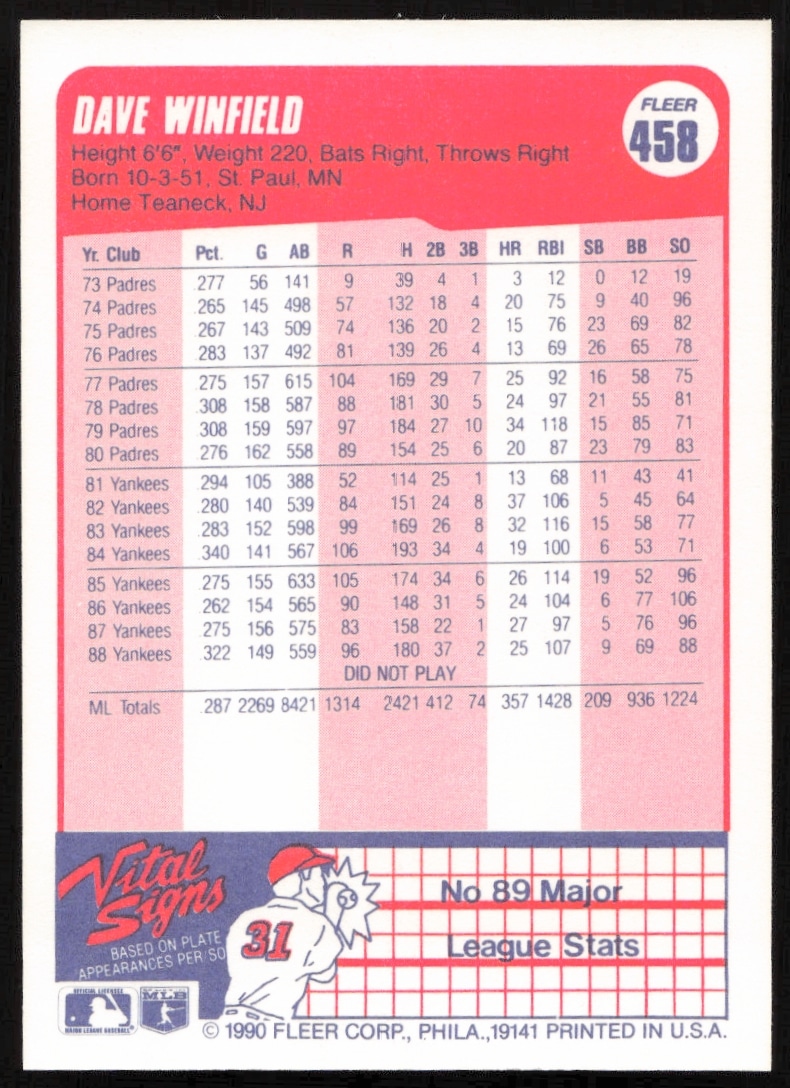 DAVE WINFIELD
FLEER
458
Height 6'6", Weight 220, Bats Right, Throws Right
Born 10-3-51, St. Paul, MN
Home Teaneck, NJ
Yr. Club Pct. G AB R H 2B 3B HR RBI SB BB SO
73 Padres .277 56 141 9 39 4 1 3 12 0 12 19
74 Padres .265 145 498 57 132 18 4 20 75 9 40 96
75 Padres .267 143 509 74 136 20 2 15 76 23 69 82
76 Padres .283 137 492 81 139 26 4 13 69 26 65 78
77 Padres .275 157 615 104 169 29 7 25 92 16 58 75
78 Padres .308 158 587 88 181 30 5 24 97 21 55 81
79 Padres .308 159 597 97 184 27 10 34 118 15 85 71
80 Padres .276 162 558 89 154 25 6 20 87 23 79 83
81 Yankees .294 105 388 52 114 25 1 13 68 11 43 41
82 Yankees .280 140 539 84 151 24 8 37 106 5 45 64
83 Yankees .283 152 598 99 169 26 8 32 116 15 58 77
84 Yankees .340 141 567 106 193 34 4 19 100 6 53 71
85 Yankees .275 155 633 105 174 34 6 26 114 19 52 96
86 Yankees .262 154 565 90 148 31 5 24 104 6 77 106
87 Yankees .275 156 575 83 158 22 1 27 97 5 76 96
88 Yankees .322 149 559 96 180 37 2 25 107 9 69 88
DID NOT PLAY
ML Totals .287 2269 8421 1314 2421 412 74 357 1428 209 936 1224
Vital
Signs
BASED ON PLATE
APPEARANCES PER/SO
31
No 89 Major
League Stats
OFFICIAL LICENSEE
MAJOR LEAGUE BASEBALL
MLB
© 1990 FLEER CORP., PHILA.,19141 PRINTED IN U.S.A.